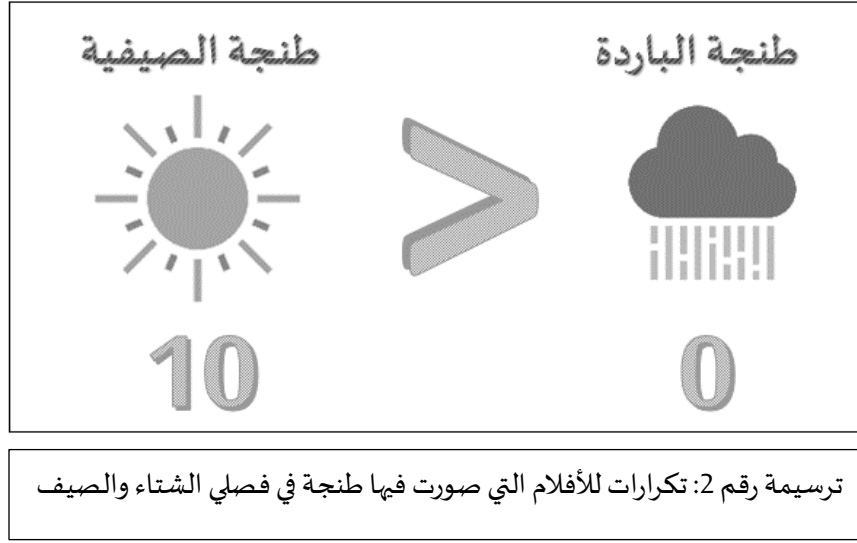 طنجة الباردة
طنجة الصيفية
>
0
10
ترسيمة رقم 2: تكرارات للأفلام التي صورت فيها طنجة في فصلي الشتاء والصيف